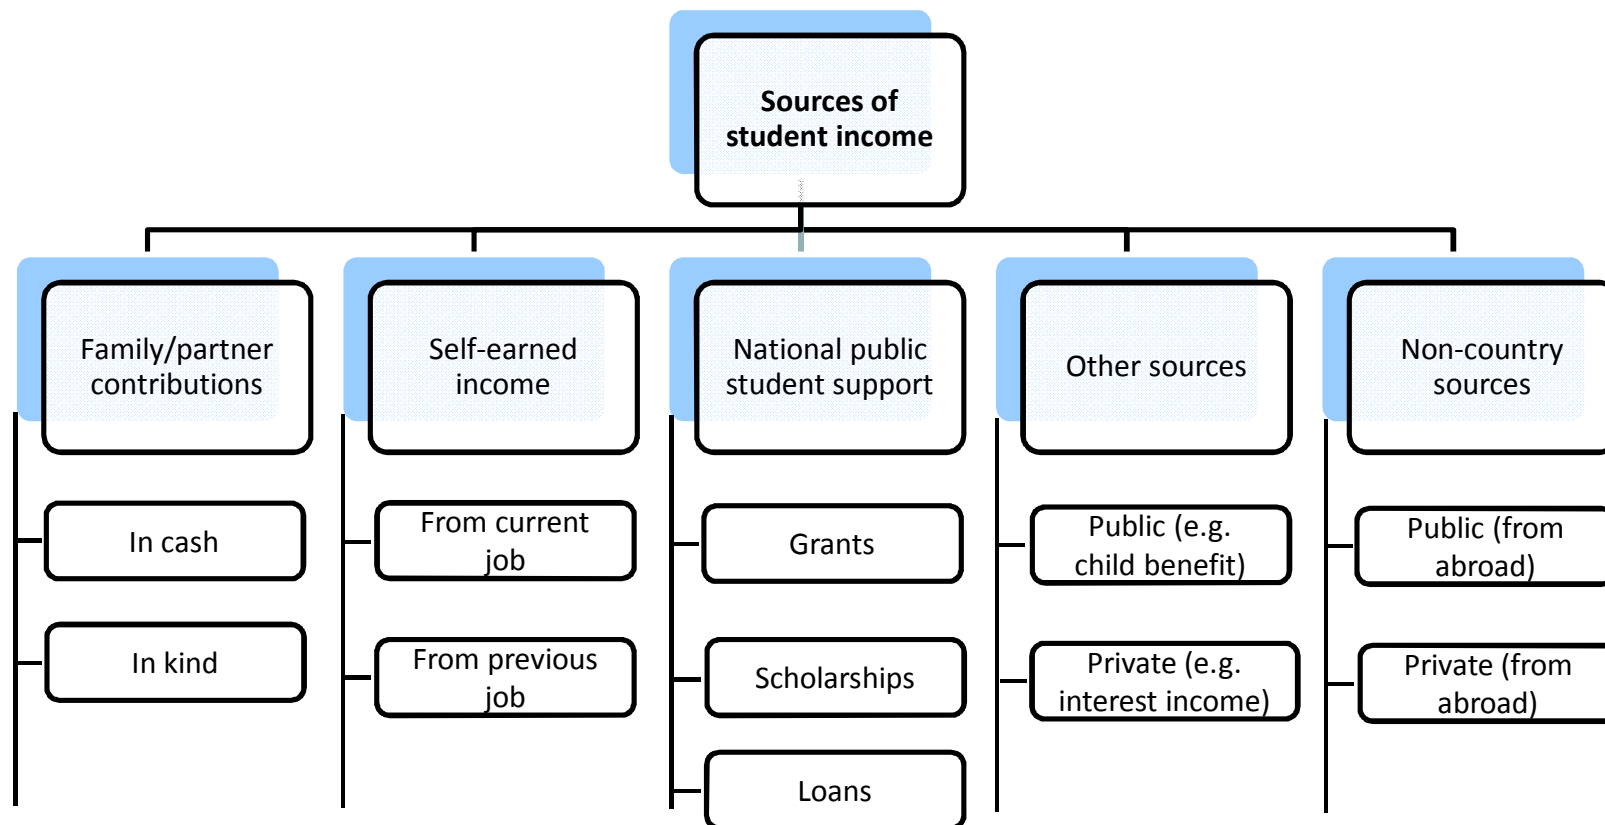 Sources of
student income
Family/partner
contributions
Self-earned
income
National public
student support
Other sources
Non-country
sources
In cash
In kind
From current
job
From previous
job
Grants
Scholarships
Loans
Public (e.g.
child benefit)
Private (e.g.
interest income)
Public (from
abroad)
Private (from
abroad)